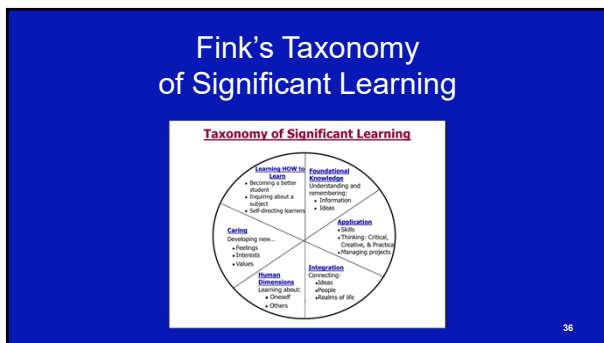 Fink's Taxonomy
of Significant Learning
Taxonomy of Significant Learning
Learning HOW to
Learn
• Becoming a better
student
• Inquiring about a
subject
• Self-directing learners
Foundational
Knowledge
Understanding and
remembering:
• Information
• Ideas
Application
•Skills
•Thinking: Critical,
Creative, & Practical
•Managing projects
Integration
Connecting:
•Ideas
•People
•Realms of life
Human
Dimensions
Learning about:
• Oneself
• Others
Caring
Developing new...
•Feelings
•Interests
•Values
36